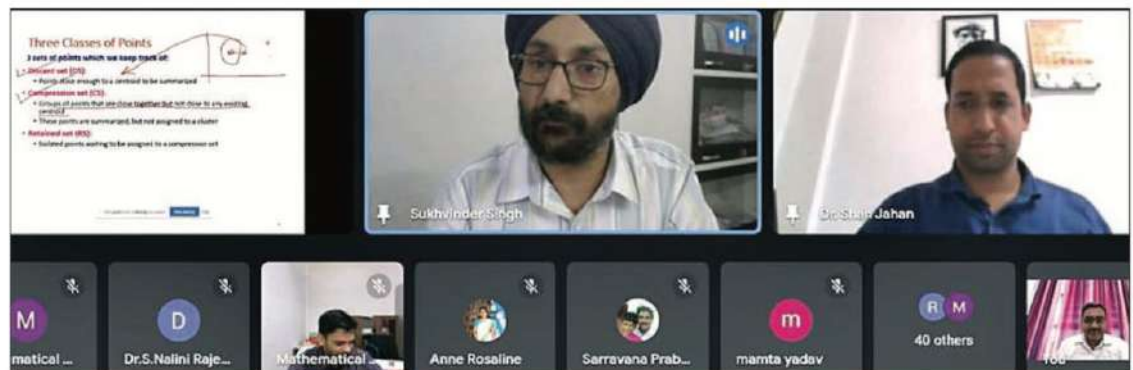 Three Classes of Points
3 sets of points which we keep track of:
• Discard set (DS):
• Points close enough to a centroid to be summarized
• Compression set (CS):
• Groups of points that are close together but not close to any existing
centroid
• These points are summarized, but not assigned to a cluster
• Retained set (RS):
• Isolated points waiting to be assigned to a compression set
Sukhvinder Singh
Dr. Shah Jahan
M
matical ...
D
Dr.S.Nalini Raje...
Mathematical
Anne Rosaline
Sarravana Prab...
m
mamta yadav
R M
40 others
You